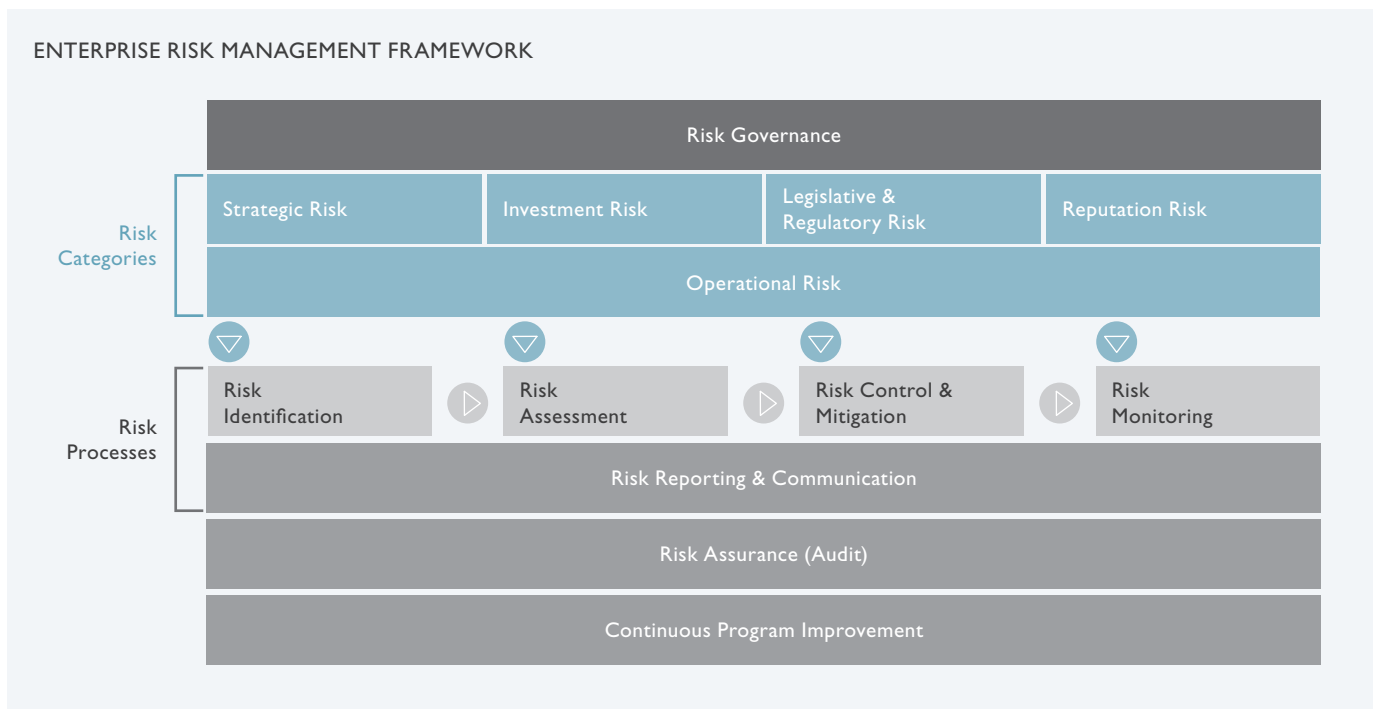 ENTERPRISE RISK MANAGEMENT FRAMEWORK
Risk Governance
Risk
Categories
Strategic Risk
Investment Risk
Legislative &
Regulatory Risk
Reputation Risk
Operational Risk
Risk
Processes
Risk
Identification
Risk
Assessment
Risk Control &
Mitigation
Risk
Monitoring
Risk Reporting & Communication
Risk Assurance (Audit)
Continuous Program Improvement